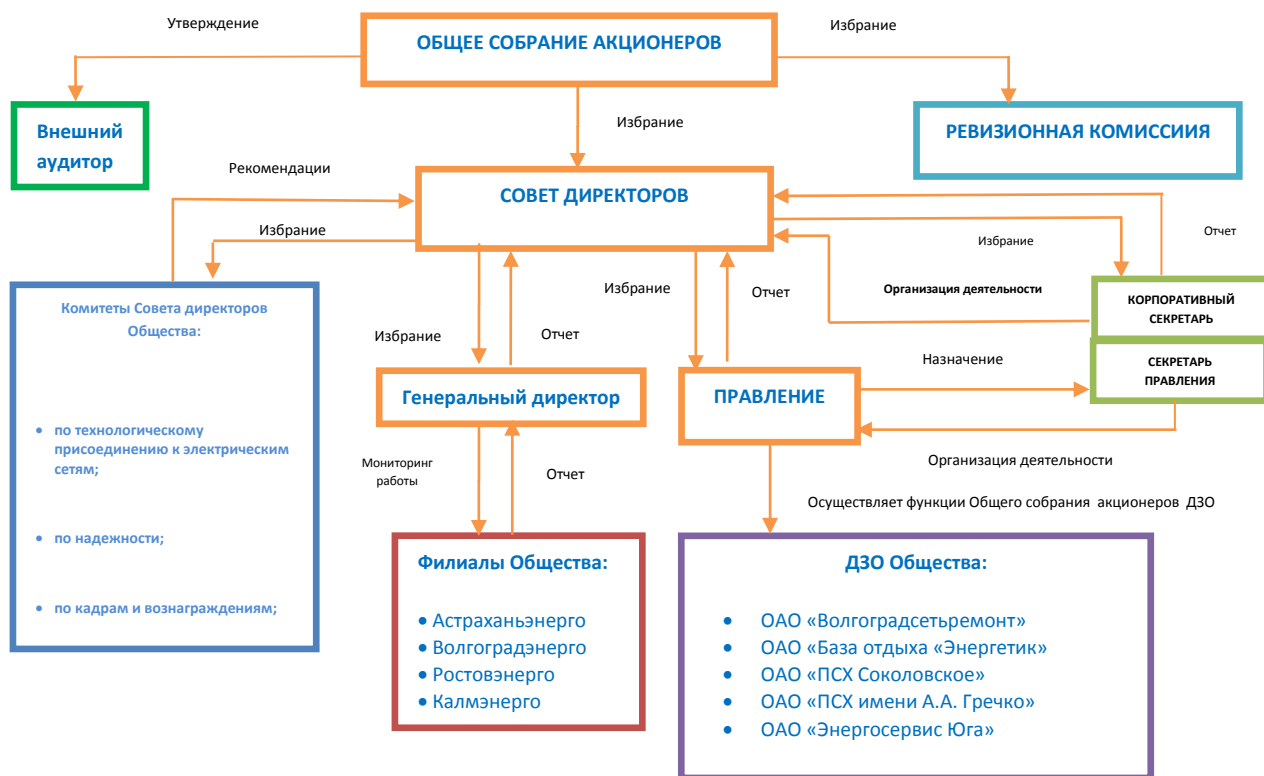 Утверждение
ОБЩЕЕ СОБРАНИЕ АКЦИОНЕРОВ
Избрание
Внешний
аудитор
Избрание
РЕВИЗИОННАЯ КОМИССИИЯ
Рекомендации
СОВЕТ ДИРЕКТОРОВ
Избрание
Избрание
Отчет
Комитеты Совета директоров
Общества:
• по технологическому
присоединению к электрическим
сетям;
• по надежности;
• по кадрам и вознаграждениям;
Избрание
Отчет
Избрание
Отчет
Организация деятельности
КОРПОРАТИВНЫЙ
СЕКРЕТАРЬ
СЕКРЕТАРЬ
ПРАВЛЕНИЯ
Назначение
Генеральный директор
ПРАВЛЕНИЕ
Мониторинг
работы
Отчет
Организация деятельности
Осуществляет функции Общего собрания акционеров ДЗО
Филиалы Общества:
• Астраханьэнерго
• Волгоградэнерго
• Ростовэнерго
• Калмэнерго
ДЗО Общества:
• ОАО «Волгоградсетьремонт»
• ОАО «База отдыха «Энергетик»
• ОАО «ПСХ Соколовское»
• ОАО «ПСХ имени А.А. Гречко»
• ОАО «Энергосервис Юга»